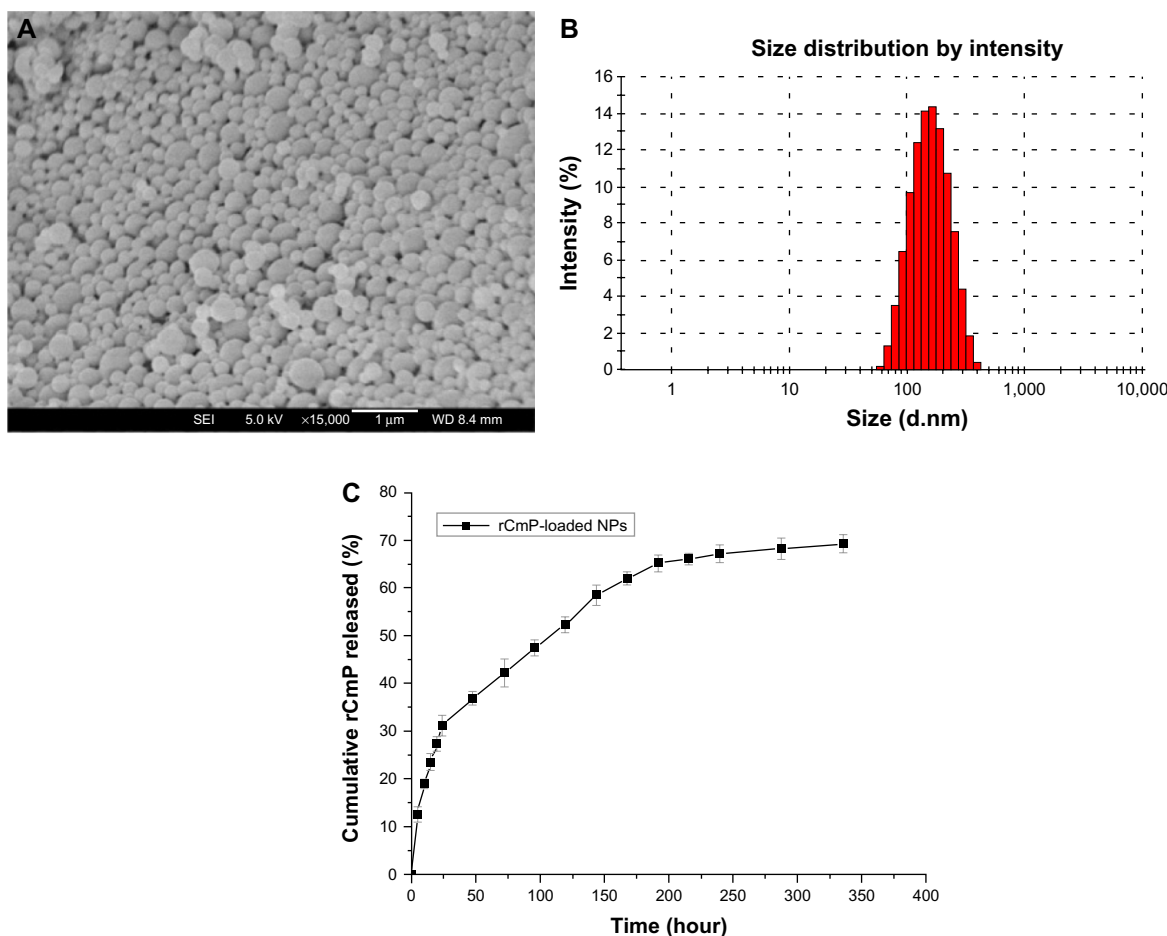 A
SEI 5.0 kV ×15,000 1 µm WD 8.4 mm
B
Size distribution by intensity
Intensity (%)
16
14
12
10
8
6
4
2
0
1 10 100 1,000 10,000
Size (d.nm)
C
Cumulative rCmP released (%)
80
70
60
50
40
30
20
10
0
rCmP-loaded NPs
0 50 100 150 200 250 300 350 400
Time (hour)